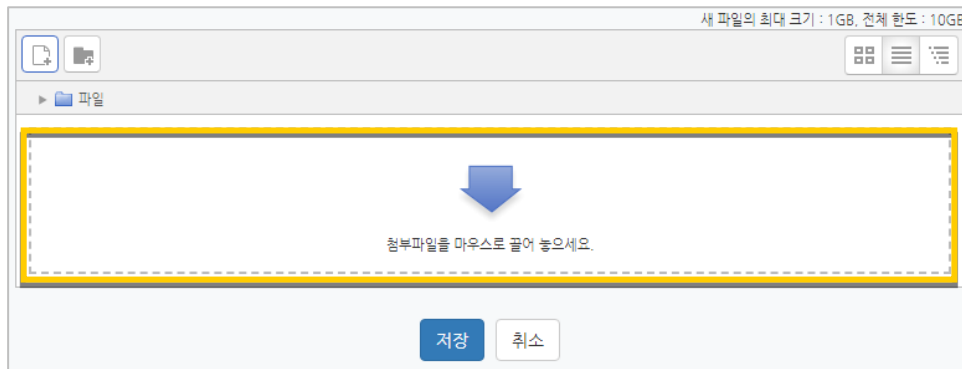 새 파일의 최대 크기 : 1GB, 전체 한도 : 10GB
파일
첨부파일을 마우스로 끌어 놓으세요.
저장 취소